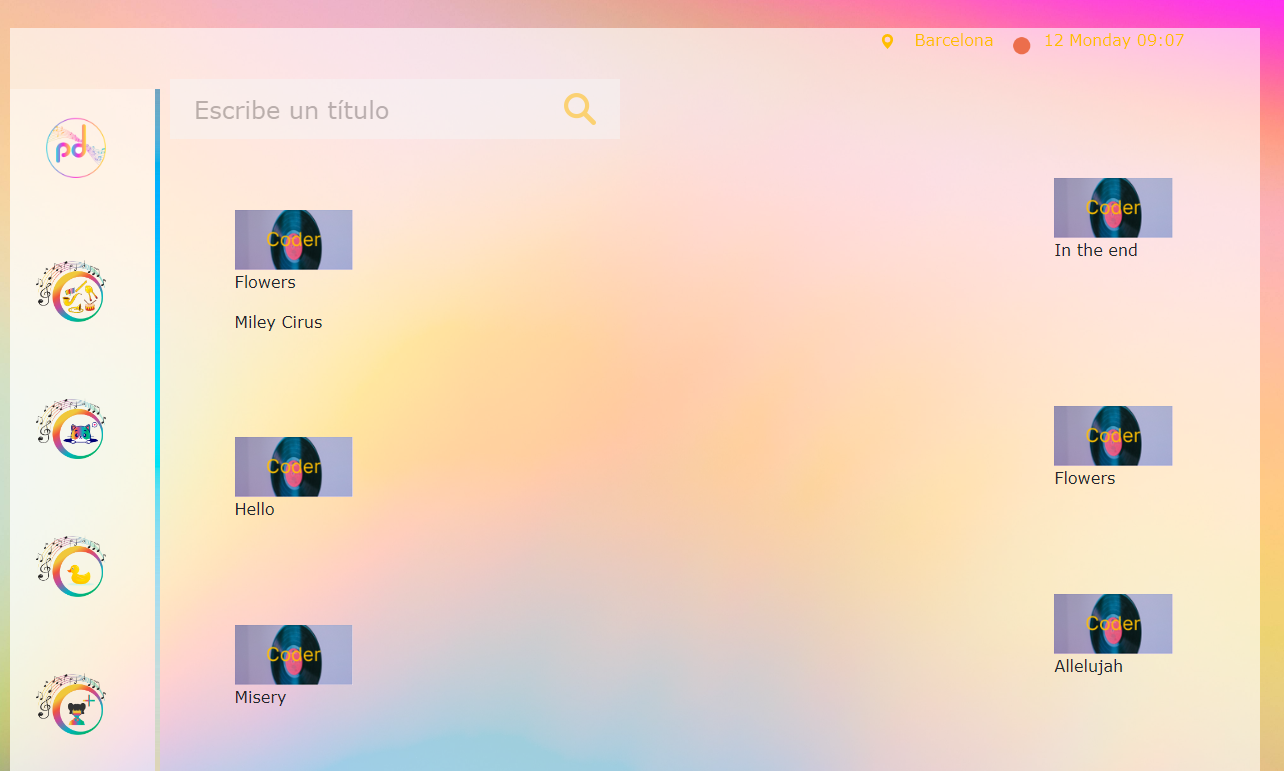 Barcelona
12 Monday 09:07
Escribe un título
pd
Coder
Flowers
Miley Cirus
Coder
In the end
Coder
Hello
Coder
Flowers
Coder
Misery
Coder
Allelujah